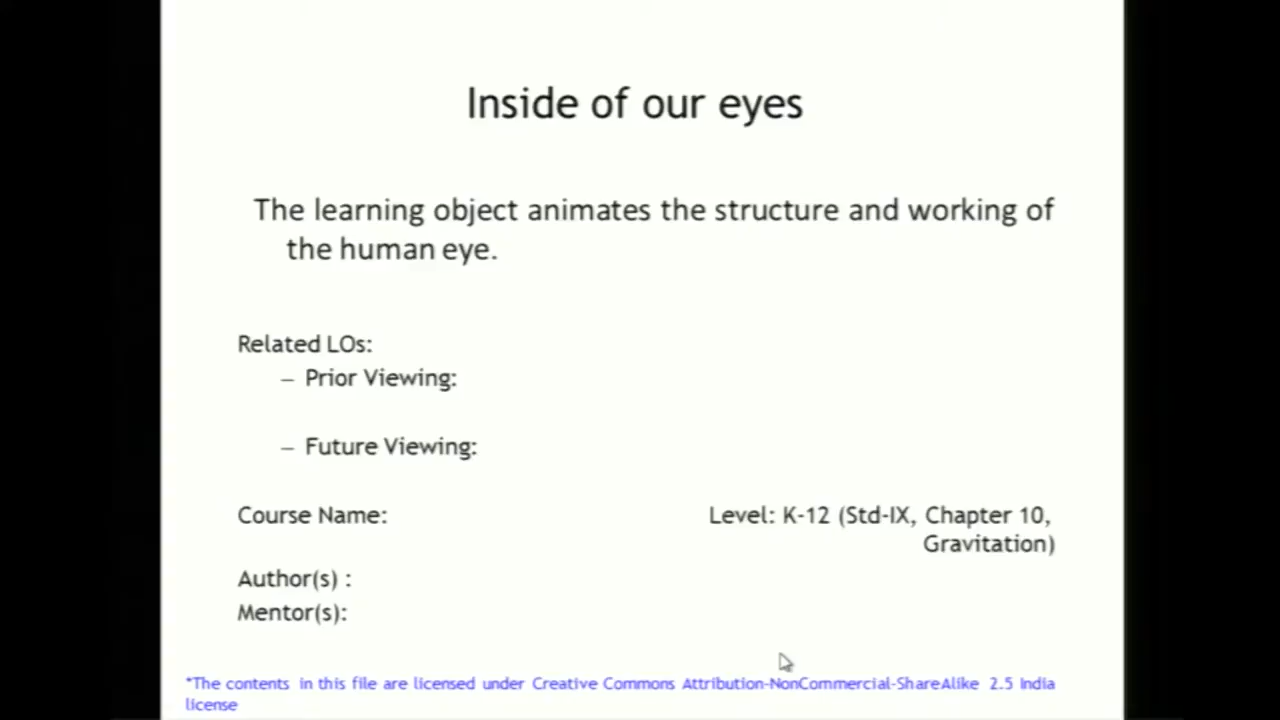 Inside of our eyes
The learning object animates the structure and working of
the human eye.
Related LOs:
– Prior Viewing:
– Future Viewing:
Course Name:
Level: K-12 (Std-IX, Chapter 10,
Gravitation)
Author(s) :
Mentor(s):
*The contents in this file are licensed under Creative Commons Attribution-NonCommercial-ShareAlike 2.5 India
license